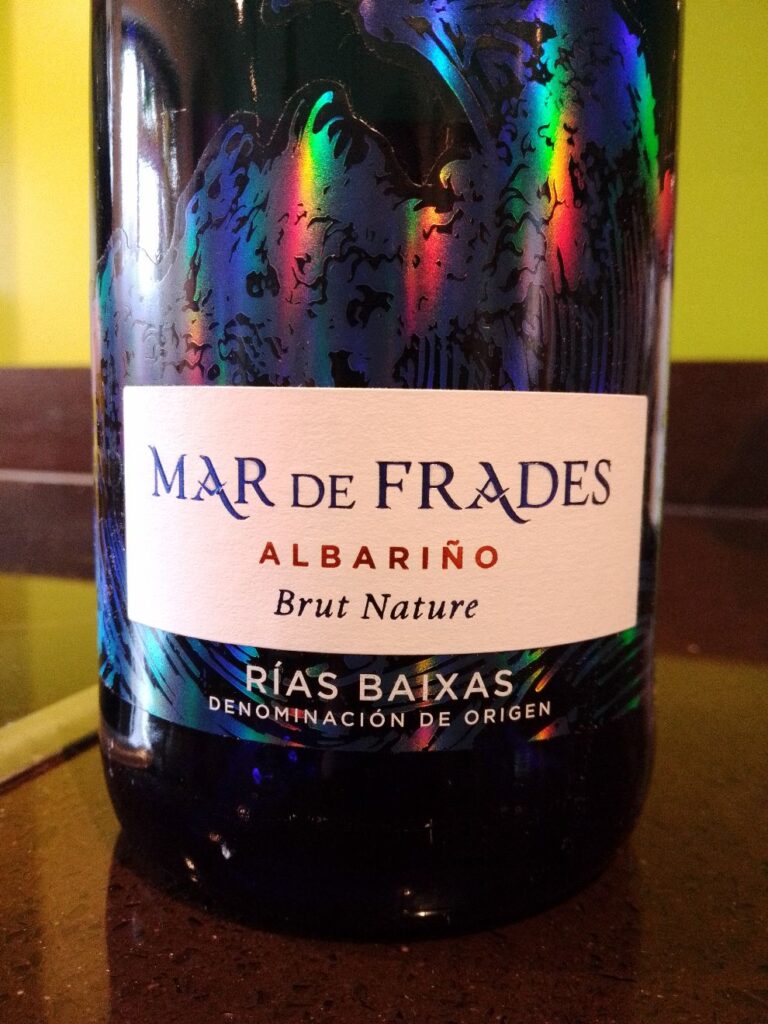 MAR DE FRADES
ALBARIÑO
Brut Nature
RÍAS BAIXAS
DENOMINACIÓN DE ORIGEN